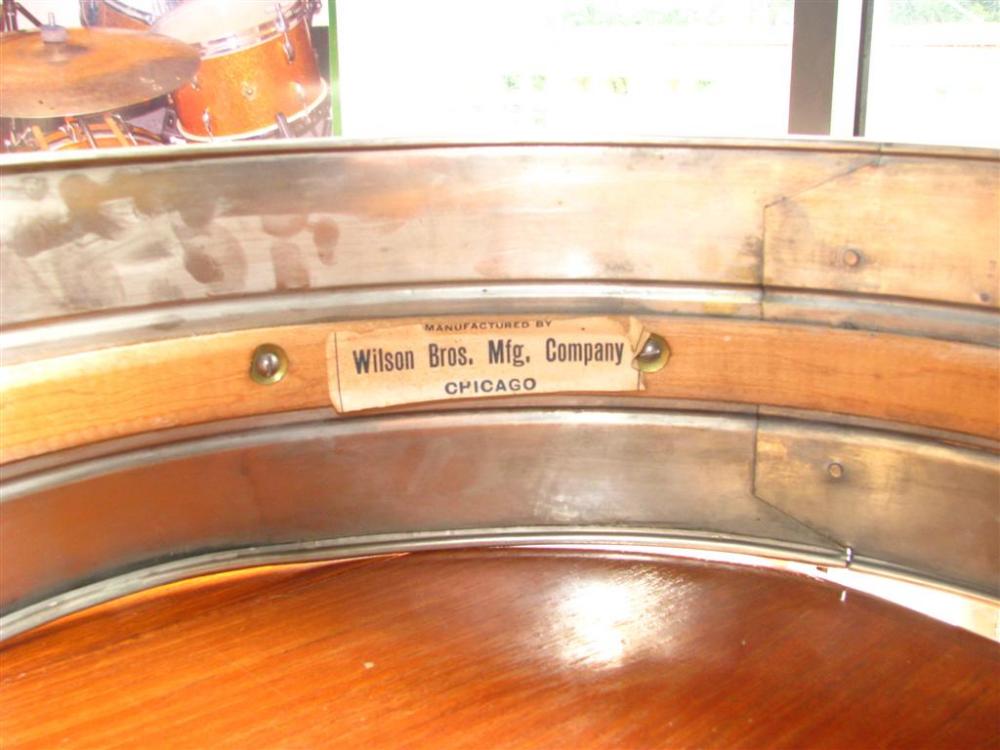 MANUFACTURED BY
Wilson Bros. Mfg. Company
CHICAGO